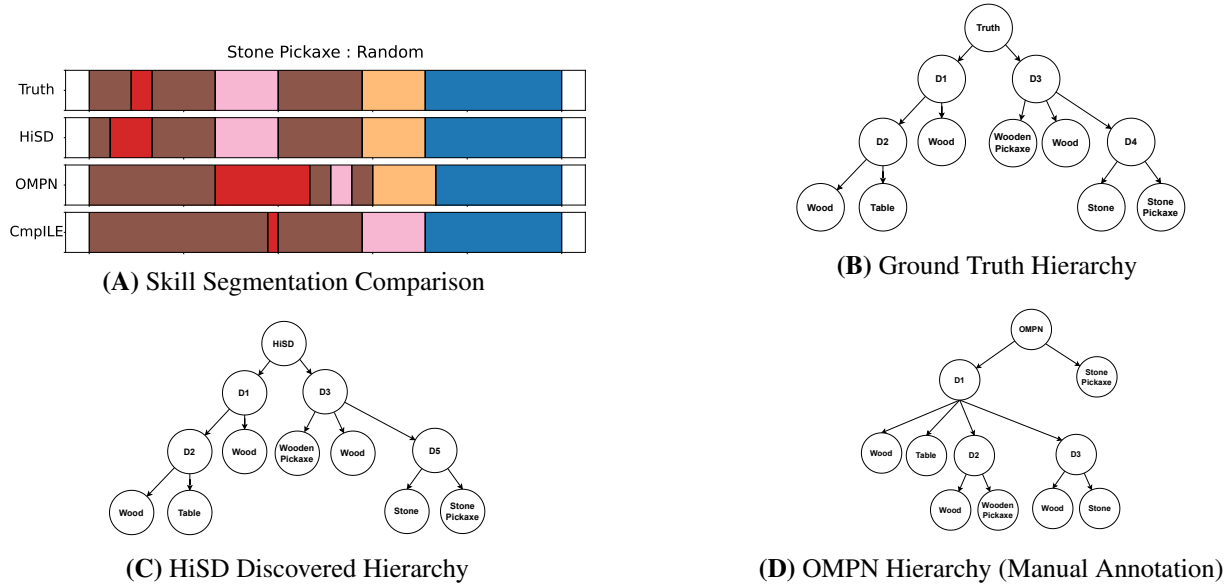 Stone Pickaxe : Random
Truth
HiSD
OMPN
CmpILE
(A) Skill Segmentation Comparison
Truth
D1
D3
D2
Wood
Wooden
Pickaxe
Wood
D4
Wood
Table
Stone
Stone
Pickaxe
(B) Ground Truth Hierarchy
HiSD
D1
D3
D2
Wood
Wooden
Pickaxe
Wood
D5
Wood
Table
Stone
Stone
Pickaxe
(C) HiSD Discovered Hierarchy
OMPN
D1
Stone
Pickaxe
Wood
Table
D2
D3
Wood
Wooden
Pickaxe
Wood
Stone
(D) OMPN Hierarchy (Manual Annotation)